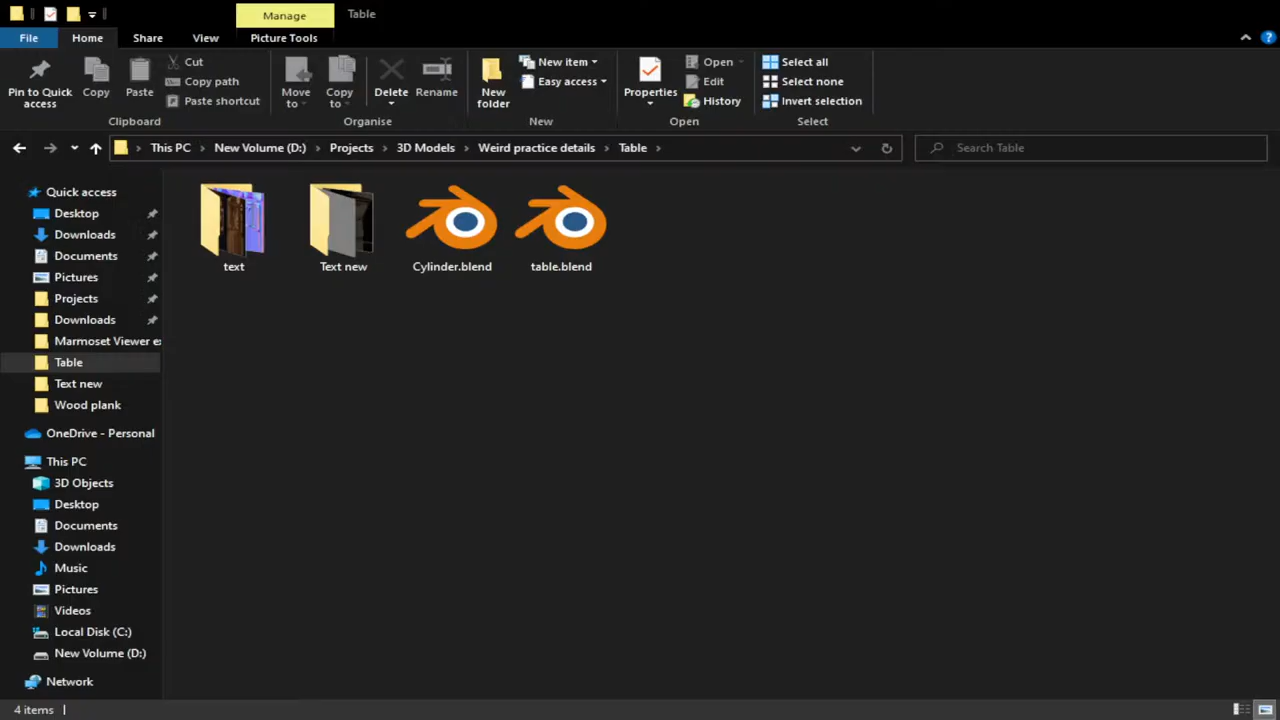 Manage
Table
File
Home
Share
View
Picture Tools
Pin to Quick access
Copy
Paste
Cut
Copy path
Paste shortcut
Move to
Copy to
Delete
Rename
New folder
New item
Easy access
Properties
Open
Edit
History
Select all
Select none
Invert selection
Clipboard
Organise
New
Open
Select
This PC > New Volume (D:) > Projects > 3D Models > Weird practice details > Table >
Search Table
Quick access
Desktop
Downloads
Documents
Pictures
Projects
Downloads
Marmoset Viewer ex
Table
Text new
Wood plank
OneDrive - Personal
This PC
3D Objects
Desktop
Documents
Downloads
Music
Pictures
Videos
Local Disk (C:)
New Volume (D:)
Network
text
Text new
Cylinder.blend
table.blend
4 items